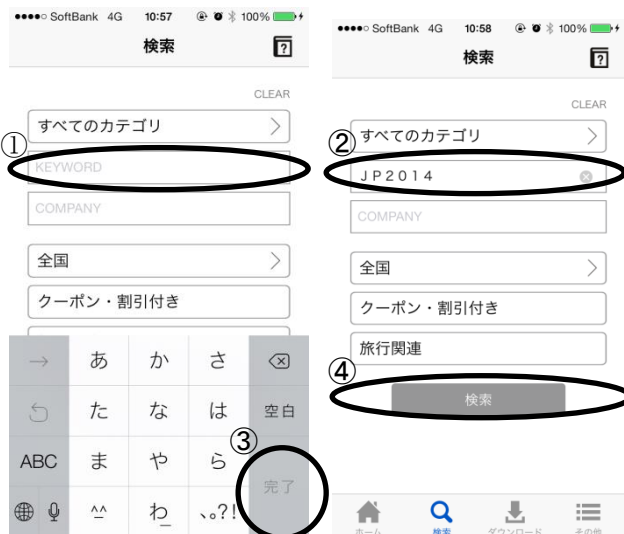 SoftBank 4G 10:57 100%
検索
?
CLEAR
すべてのカテゴリ
①
KEYWORD
COMPANY
全国
クーポン・割引付き
→ あ か さ
た な は 空白
ABC ま や ら
③
完了
^^ わ_ 、。?!
SoftBank 4G 10:58 100%
検索
?
CLEAR
②
すべてのカテゴリ
JP2014
COMPANY
全国
クーポン・割引付き
旅行関連
④
検索
ホーム 検索 ダウンロード その他